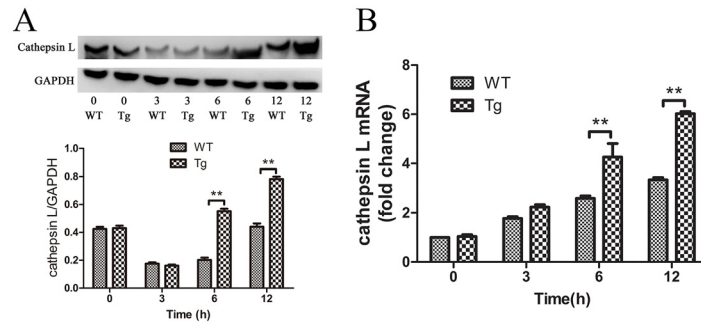 A
Cathepsin L
GAPDH
0 0 3 3 6 6 12 12
WT Tg WT Tg WT Tg WT Tg
WT
Tg
cathepsin L/GAPDH
1.0
0.8
0.6
0.4
0.2
0.0
**
**
0 3 6 12
Time (h)
B
WT
Tg
cathepsin L mRNA
(fold change)
8
6
4
2
0
**
**
0 3 6 12
Time(h)